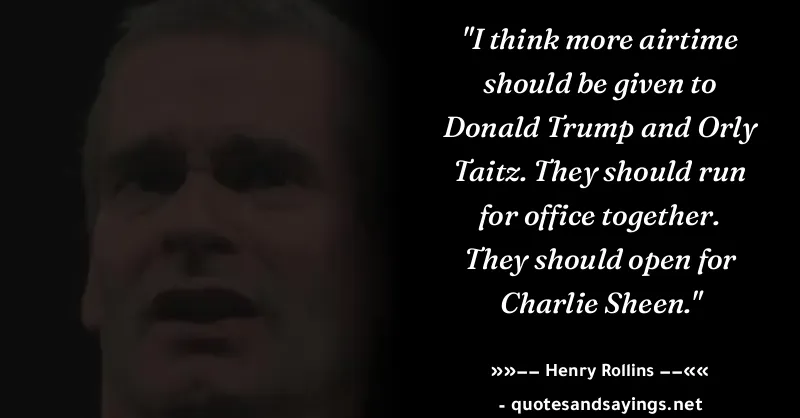 "I think more airtime
should be given to
Donald Trump and Orly
Taitz. They should run
for office together.
They should open for
Charlie Sheen."
»»−− Henry Rollins −−««
- quotesandsayings.net